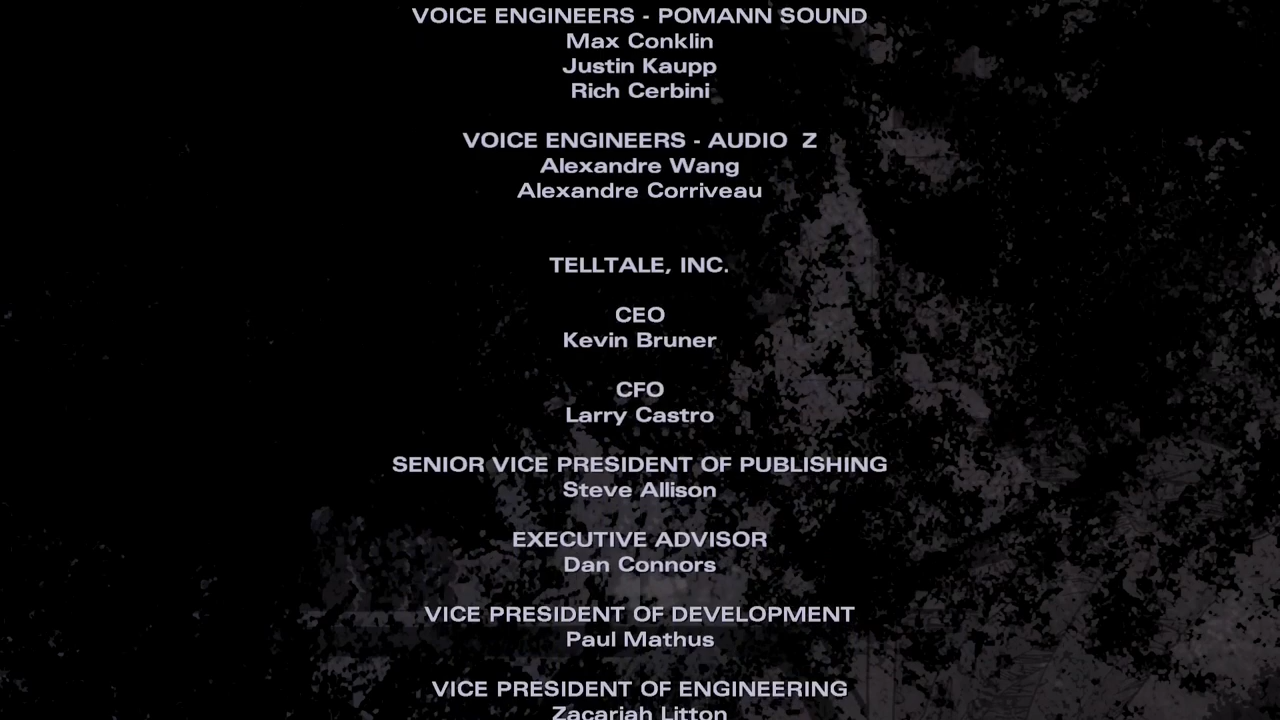 VOICE ENGINEERS - POMANN SOUND
Max Conklin
Justin Kaupp
Rich Cerbini
VOICE ENGINEERS - AUDIO Z
Alexandre Wang
Alexandre Corriveau
TELLTALE, INC.
CEO
Kevin Bruner
CFO
Larry Castro
SENIOR VICE PRESIDENT OF PUBLISHING
Steve Allison
EXECUTIVE ADVISOR
Dan Connors
VICE PRESIDENT OF DEVELOPMENT
Paul Mathus
VICE PRESIDENT OF ENGINEERING
Zacariah Litton